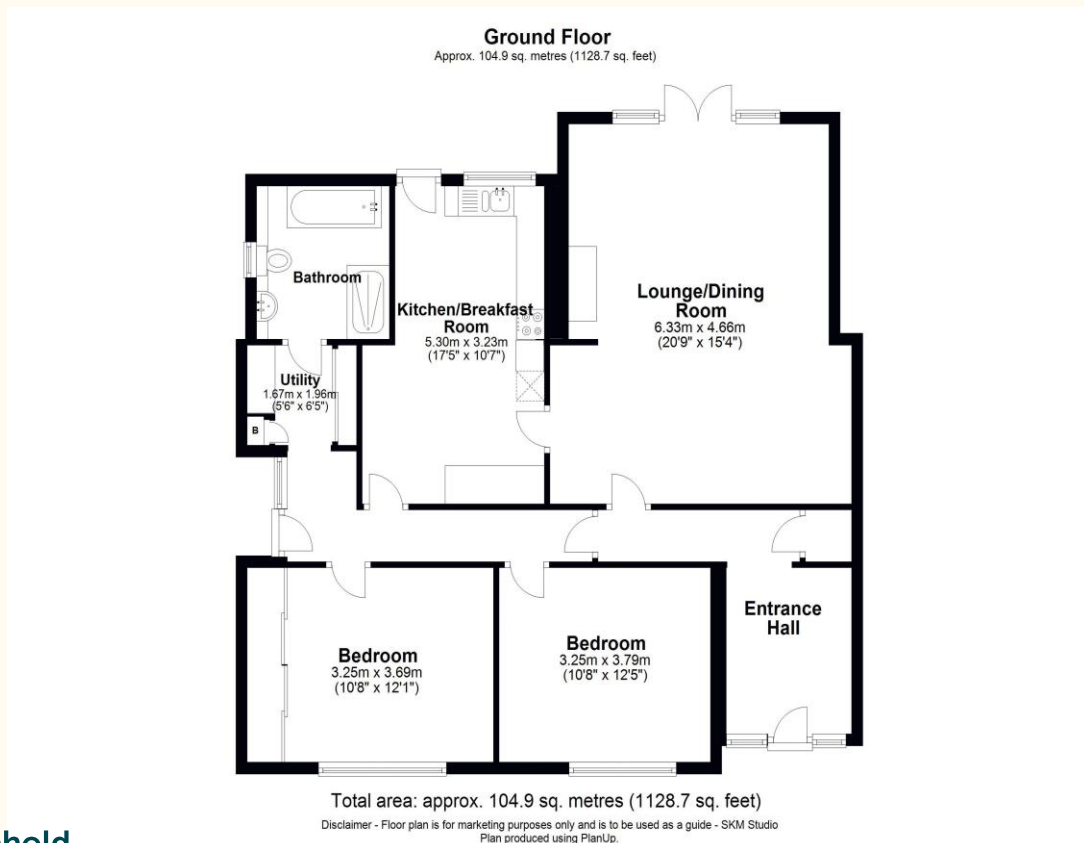 Ground Floor
Approx. 104.9 sq. metres (1128.7 sq. feet)
Bathroom
Kitchen/Breakfast
Room
5.30m x 3.23m
(17'5" x 10'7")
Lounge/Dining
Room
6.33m x 4.66m
(20'9" x 15'4")
Utility
1.67m x 1.96m
(5'6" x 6'5")
B
Bedroom
3.25m x 3.69m
(10'8" x 12'1")
Bedroom
3.25m x 3.79m
(10'8" x 12'5")
Entrance
Hall
Total area: approx. 104.9 sq. metres (1128.7 sq. feet)
Disclaimer - Floor plan is for marketing purposes only and is to be used as a guide - SKM Studio
Plan produced using PlanUp.